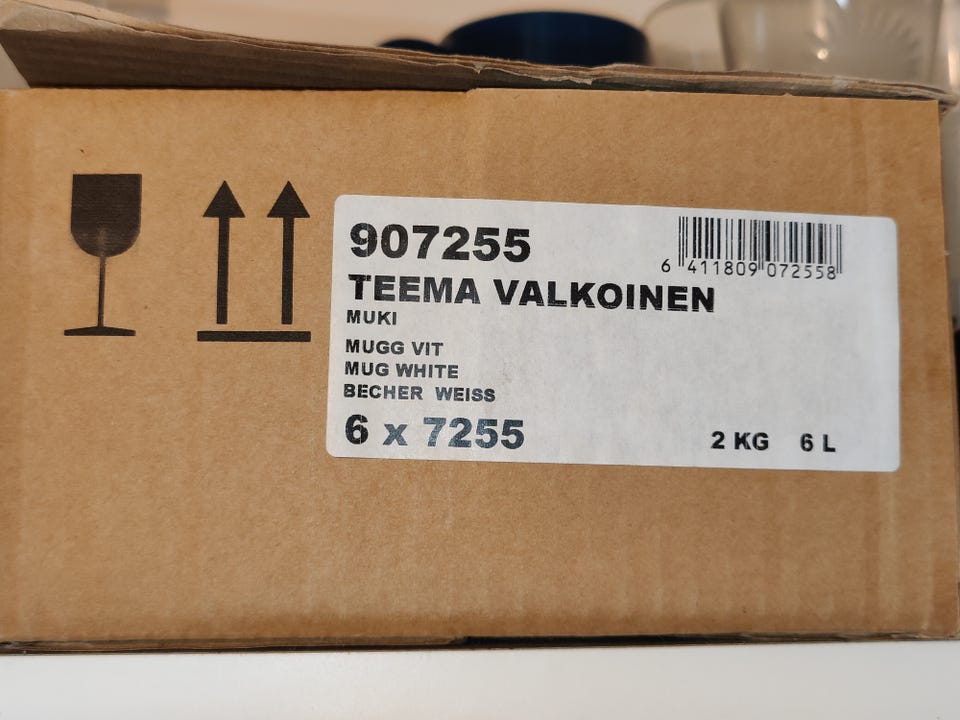 907255
6 411809 072558
TEEMA VALKOINEN
MUKI
MUGG VIT
MUG WHITE
BECHER WEISS
6 x 7255
2 KG 6 L